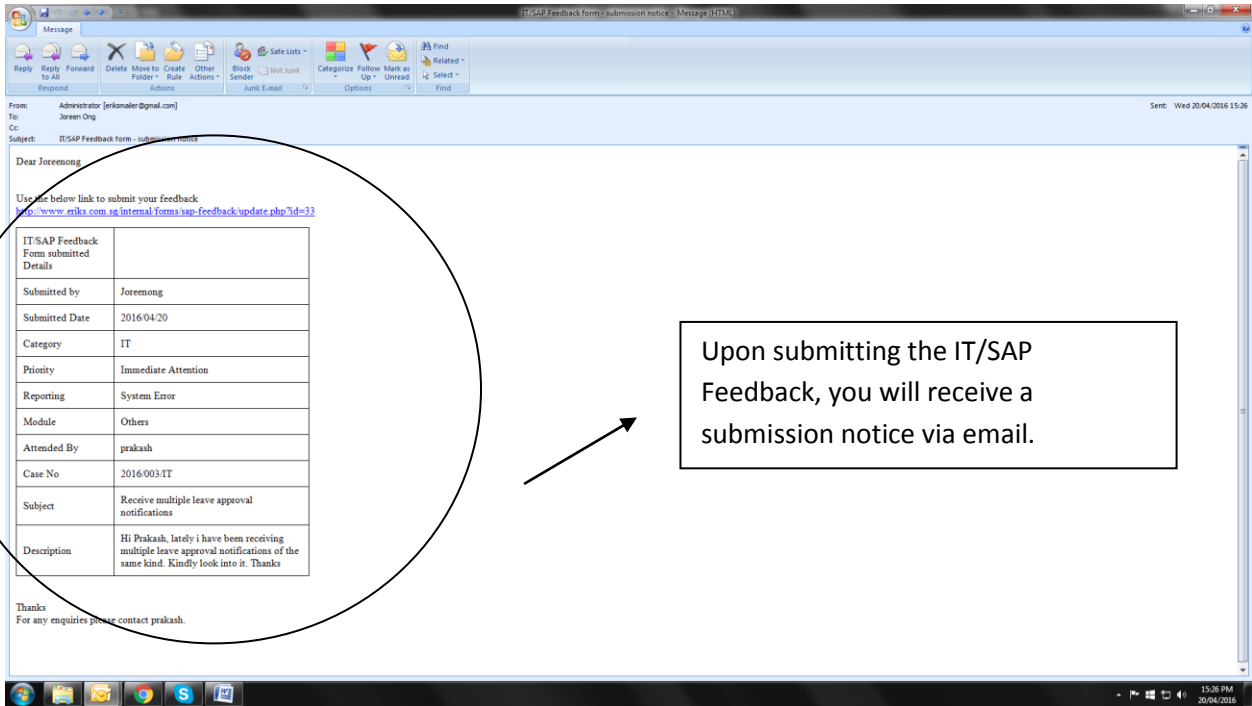 IT/SAP Feedback form - submission notice - Message (HTML)
Message
Reply
Reply to All
Forward
Respond
Delete
Move to Folder
Create Rule
Other Actions
Actions
Block Sender
Safe Lists
Not Junk
Junk E-mail
Categorize
Follow Up
Mark as Unread
Options
Find
Related
Select
Find
From: Administrator [eriksmailer@gmail.com]
Sent: Wed 20/04/2016 15:26
To: Joreen Ong
Cc:
Subject: IT/SAP Feedback form - submission notice
Dear Joreenong
Use the below link to submit your feedback
http://www.eriks.com.sg/internal/forms/sap-feedback/update.php?id=33
IT/SAP Feedback
Form submitted
Details
Submitted by Joreenong
Submitted Date 2016/04/20
Category IT
Priority Immediate Attention
Reporting System Error
Module Others
Attended By prakash
Case No 2016/003/IT
Subject Receive multiple leave approval
notifications
Description Hi Prakash, lately i have been receiving
multiple leave approval notifications of the
same kind. Kindly look into it. Thanks
Thanks
For any enquiries please contact prakash.
Upon submitting the IT/SAP
Feedback, you will receive a
submission notice via email.
15:26 PM
20/04/2016